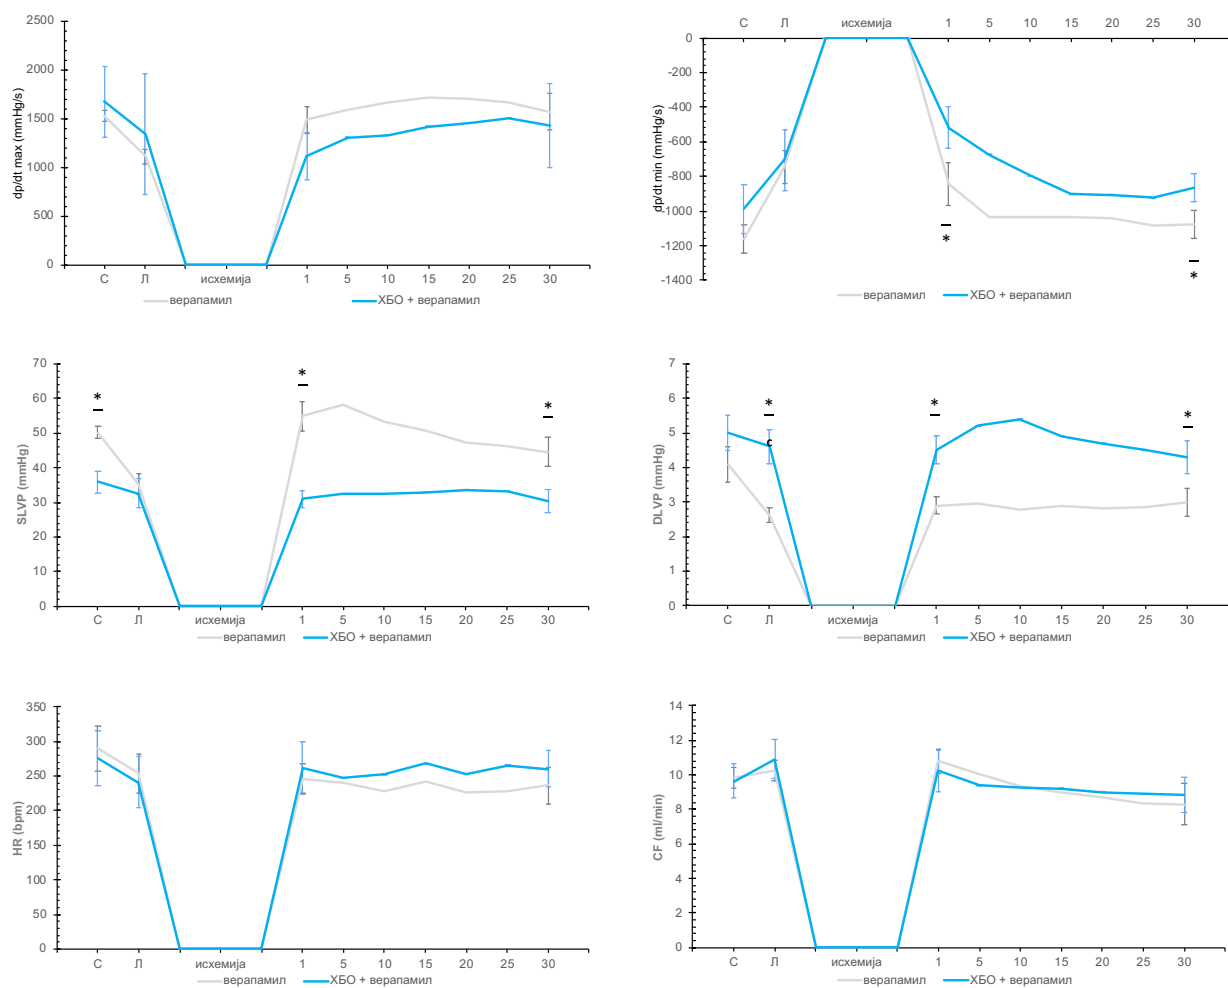 dp/dt max (mmHg/s)
2500
2000
1500
1000
500
0
С Л исхемија 1 5 10 15 20 25 30
верапамил ХБО + верапамил
dp/dt min (mmHg/s)
С Л исхемија 1 5 10 15 20 25 30
0
-200
-400
-600
-800
-1000
-1200
-1400
*
*
верапамил ХБО + верапамил
SLVP (mmHg)
70
60
50
40
30
20
10
0
* * *
С Л исхемија 1 5 10 15 20 25 30
верапамил ХБО + верапамил
DLVP (mmHg)
7
6
5
4
3
2
1
0
* * *
с
С Л исхемија 1 5 10 15 20 25 30
верапамил ХБО + верапамил
HR (bpm)
350
300
250
200
150
100
50
0
С Л исхемија 1 5 10 15 20 25 30
верапамил ХБО + верапамил
CF (ml/min)
14
12
10
8
6
4
2
0
С Л исхемија 1 5 10 15 20 25 30
верапамил ХБО + верапамил